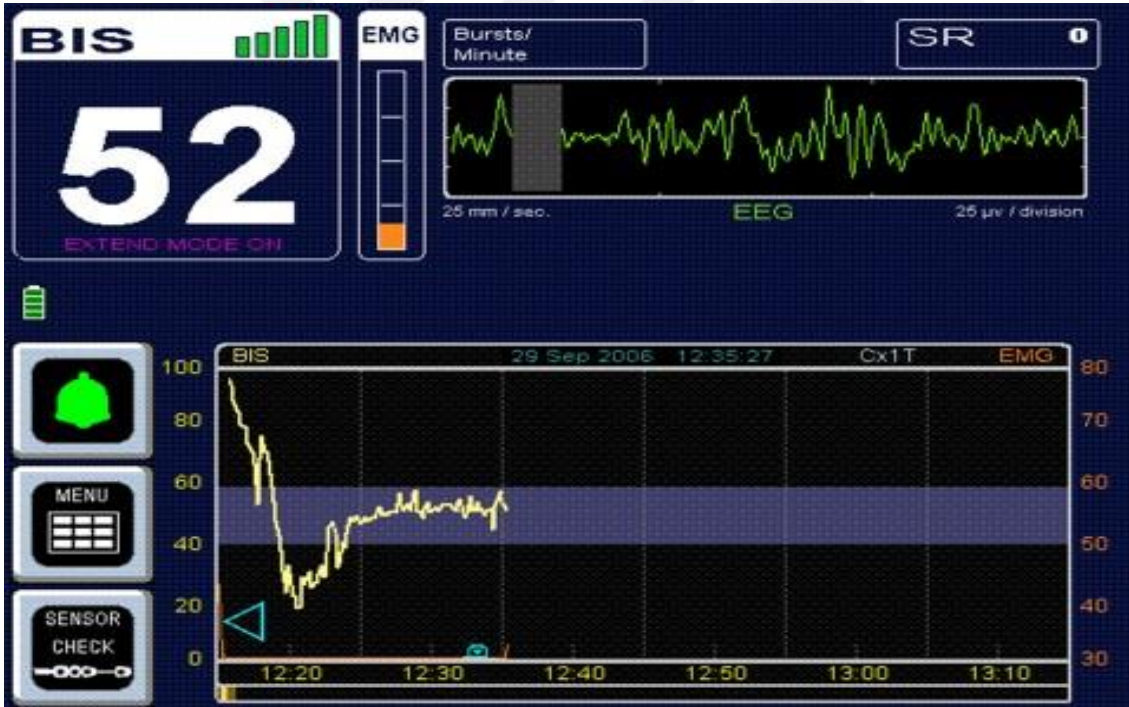 BIS
EMG
Bursts/
Minute
SR 0
52
25 mm / sec.
EEG
25 µv / division
EXTEND MODE ON
BIS 29 Sep 2006 12:35:27 Cx1T EMG
100
80
80
70
MENU
60
60
40
50
SENSOR
CHECK
20
40
0
30
12:20 12:30 12:40 12:50 13:00 13:10